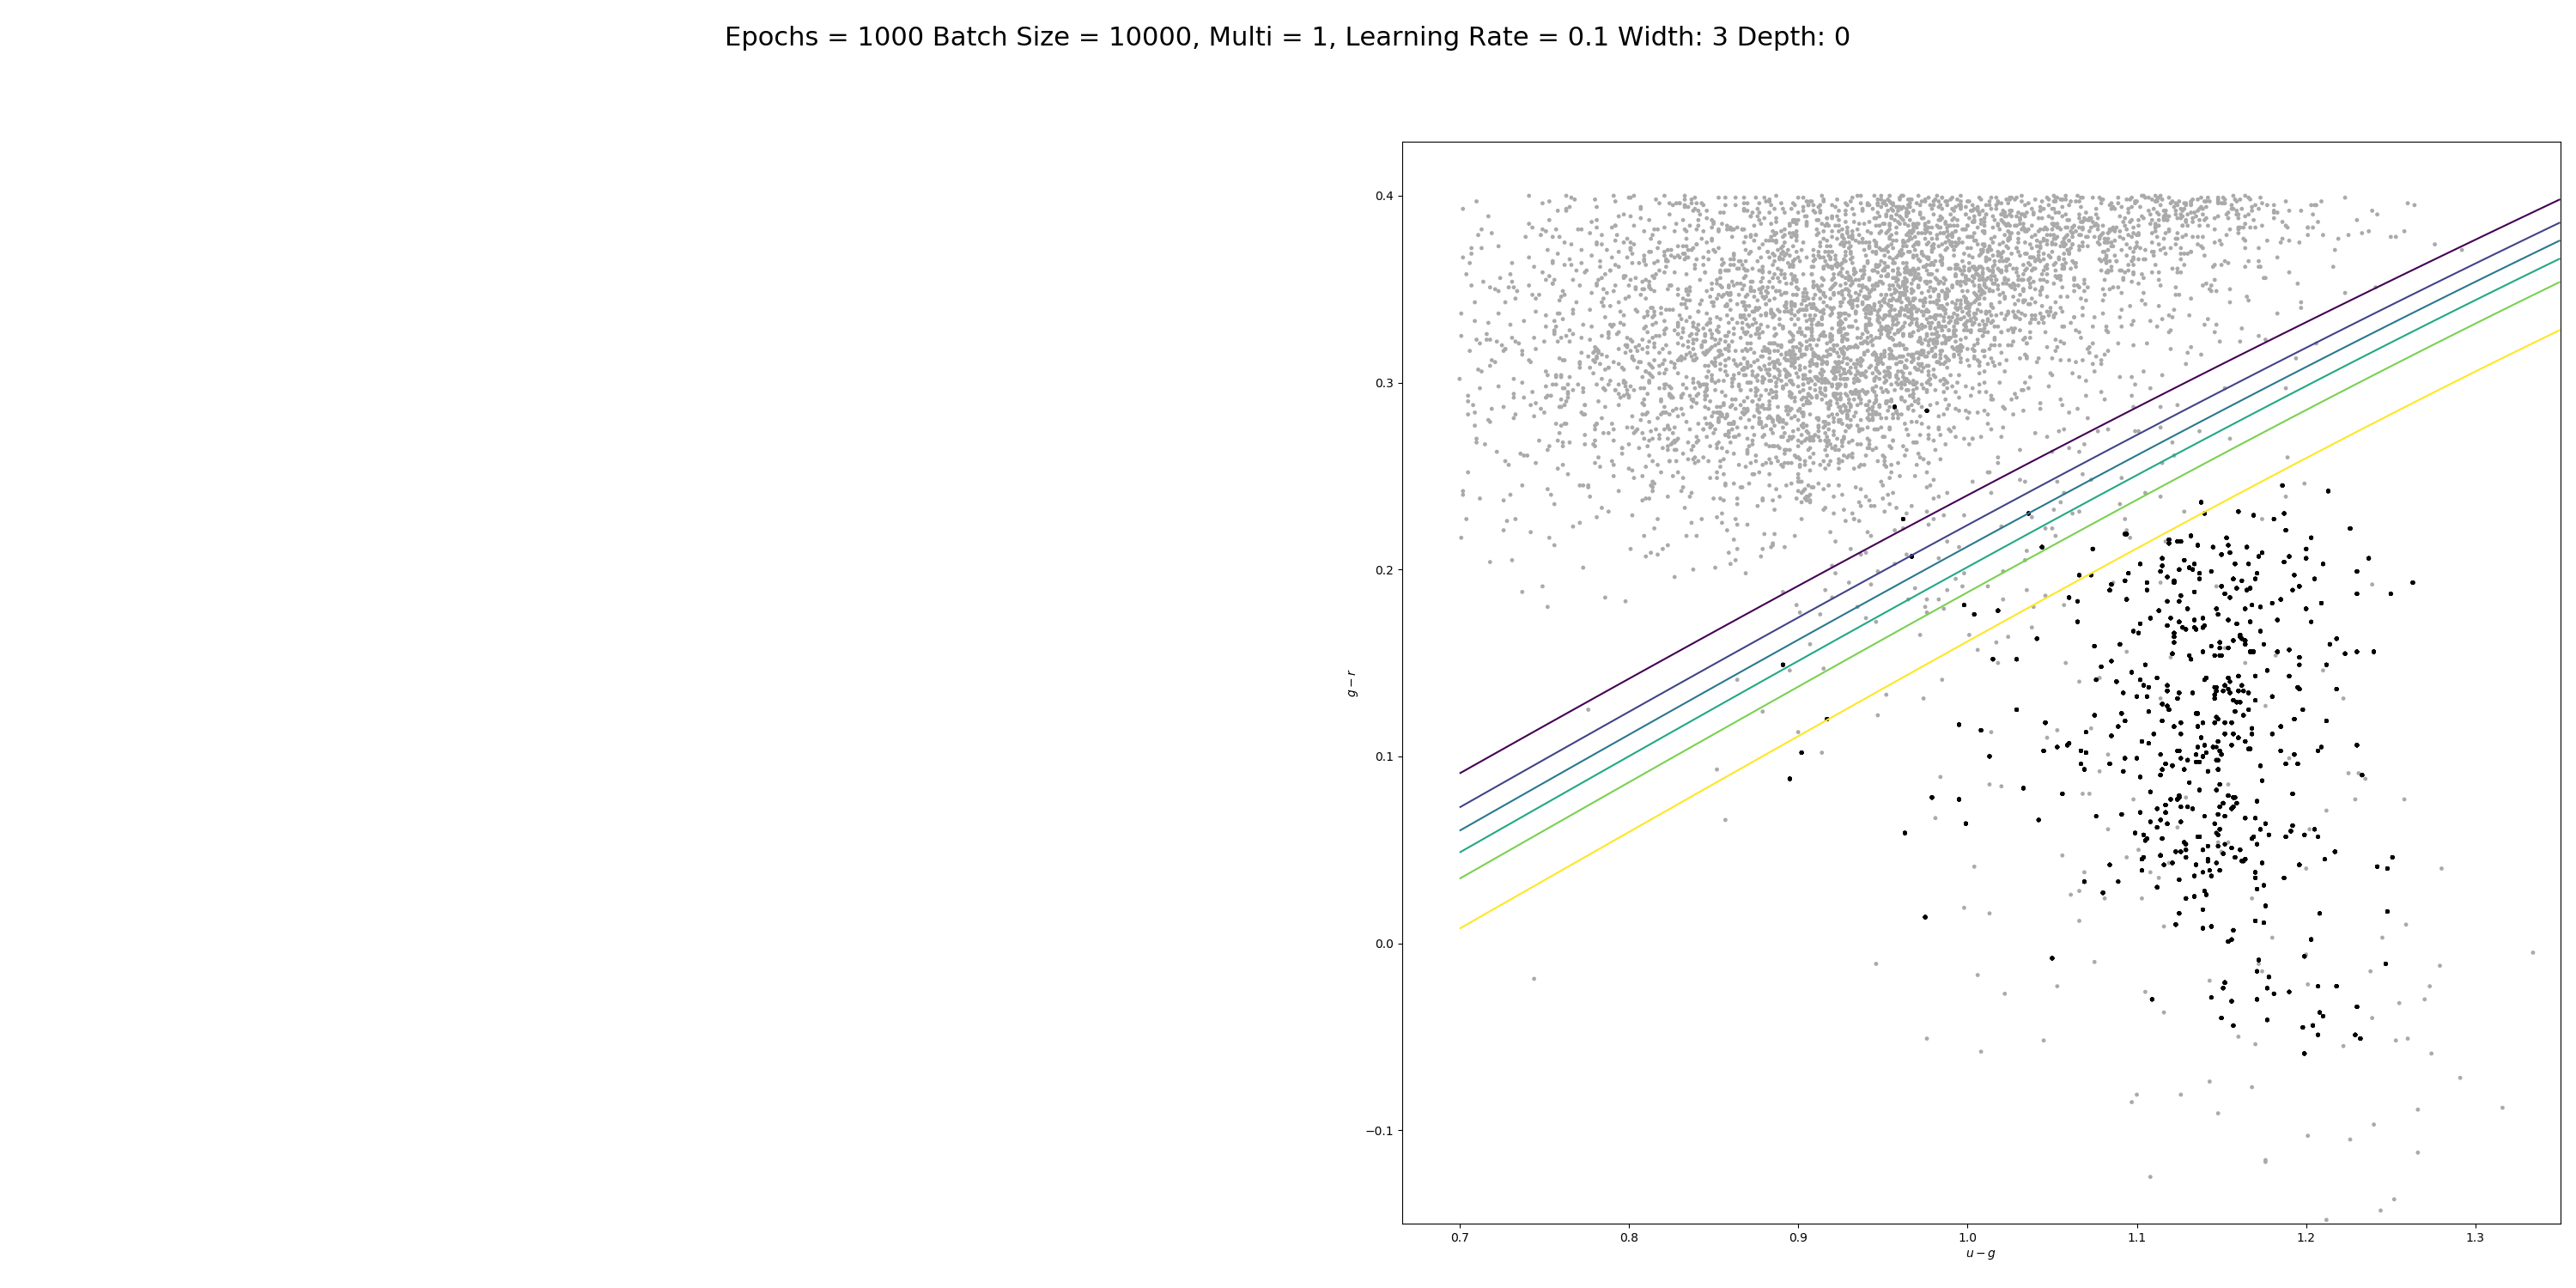 Epochs = 1000 Batch Size = 10000, Multi = 1, Learning Rate = 0.1 Width: 3 Depth: 0
0.4
0.3
0.2
0.1
0.0
−0.1
g − r
0.7 0.8 0.9 1.0 1.1 1.2 1.3
u − g